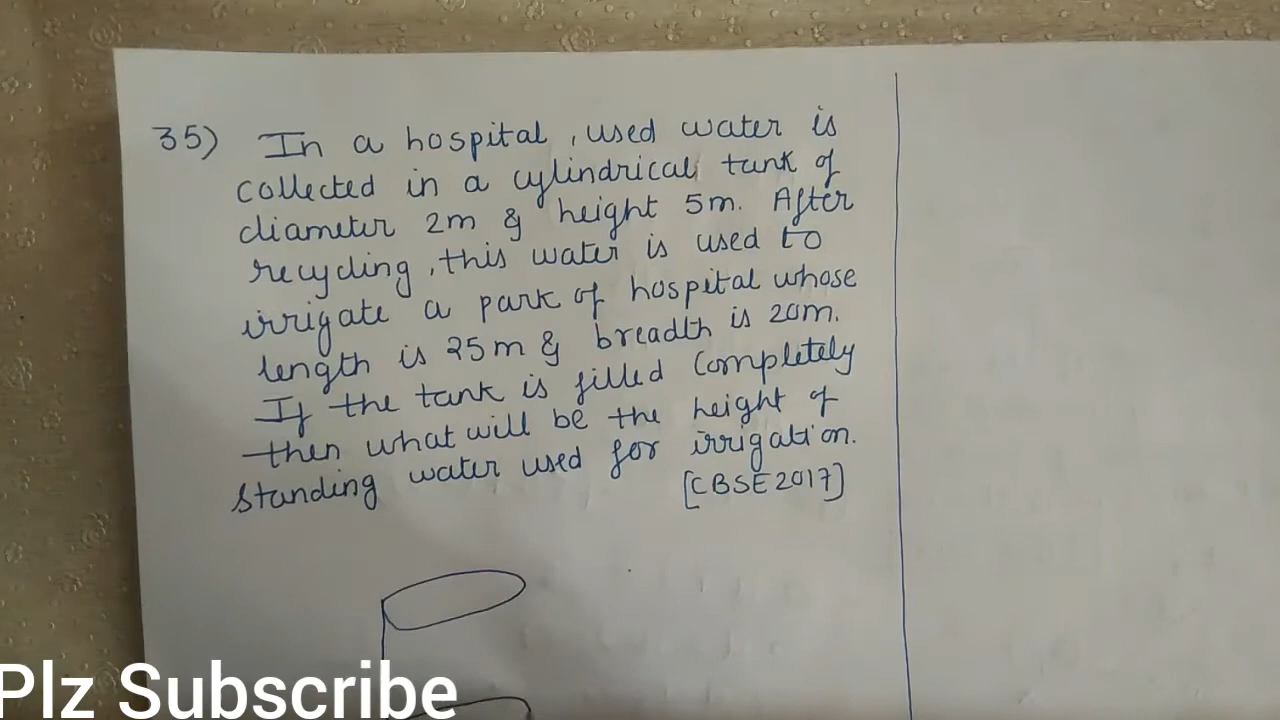 35) In a hospital, used water is
collected in a cylindrical tank of
diameter 2m & height 5m. After
recycling, this water is used to
irrigate a park of hospital whose
length is 25m & breadth is 20m.
If the tank is filled completely
then what will be the height of
standing water used for irrigation.
[CBSE 2017]
Plz Subscribe